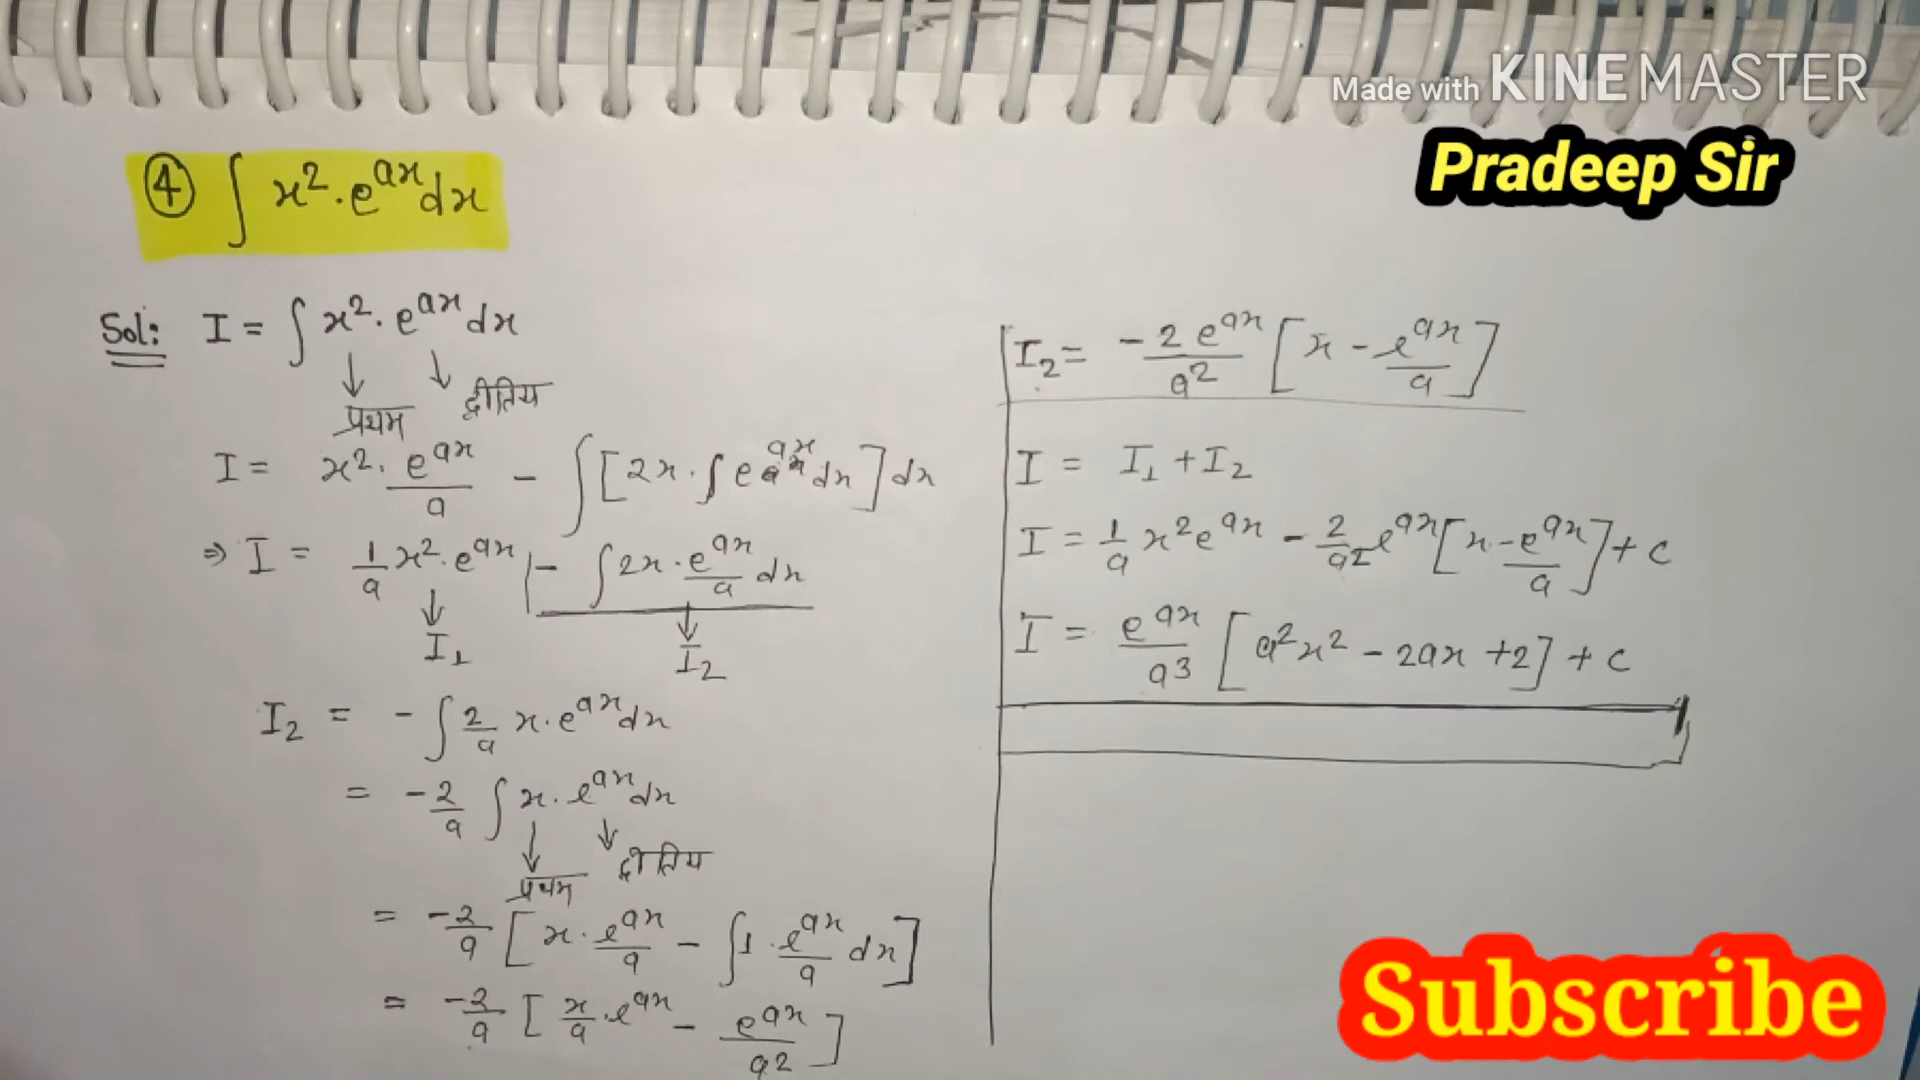 Made with KINEMASTER
Pradeep Sir
④ ∫ x². e^{ax} dx
Sol: I = ∫ x². e^{ax} dx
↓ ↓
प्रथम द्वीतिय
I = x². e^{ax}/a - ∫[2x. ∫e^{ax} dx] dx
⇒ I = 1/a x². e^{ax} - ∫2x. e^{ax}/a dx
↓ ↓
I₁ I₂
I₂ = - ∫ 2/a x. e^{ax} dx
= -2/a ∫ x. e^{ax} dx
↓ ↓
प्रथम द्वीतिय
= -2/a [x. e^{ax}/a - ∫1. e^{ax}/a dx]
= -2/a [x/a. e^{ax} - e^{ax}/a²]
I₂ = -2e^{ax}/a² [x - e^{ax}/a]
I = I₁ + I₂
I = 1/a x² e^{ax} - 2/a² e^{ax} [x - e^{ax}/a] + c
I = e^{ax}/a³ [a²x² - 2ax + 2] + c
Subscribe